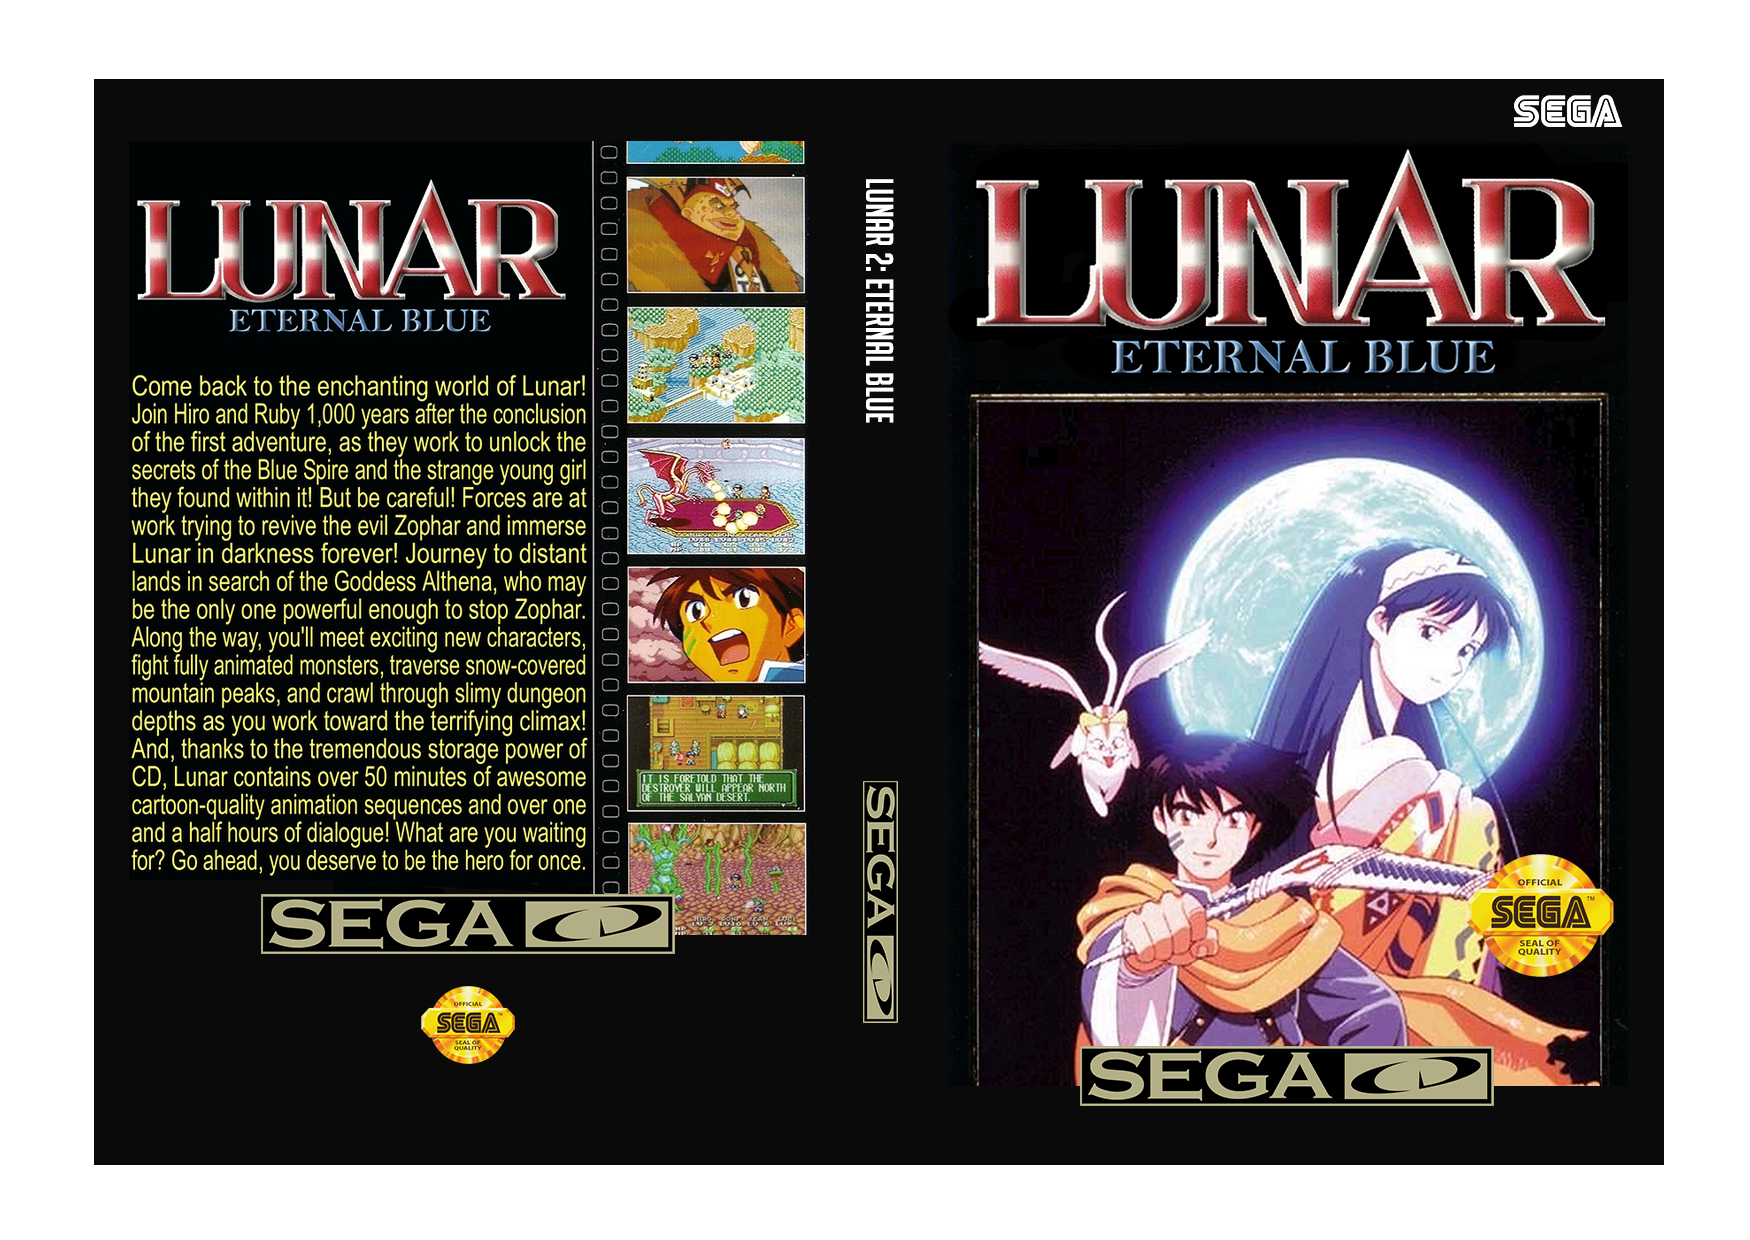 LUNAR
ETERNAL BLUE
Come back to the enchanting world of Lunar!
Join Hiro and Ruby 1,000 years after the conclusion
of the first adventure, as they work to unlock the
secrets of the Blue Spire and the strange young girl
they found within it! But be careful! Forces are at
work trying to revive the evil Zophar and immerse
Lunar in darkness forever! Journey to distant
lands in search of the Goddess Althena, who may
be the only one powerful enough to stop Zophar.
Along the way, you'll meet exciting new characters,
fight fully animated monsters, traverse snow-covered
mountain peaks, and crawl through slimy dungeon
depths as you work toward the terrifying climax!
And, thanks to the tremendous storage power of
CD, Lunar contains over 50 minutes of awesome
cartoon-quality animation sequences and over one
and a half hours of dialogue! What are you waiting
for? Go ahead, you deserve to be the hero for once.
IT IS FORETOLD THAT THE
DESTROYER WILL APPEAR NORTH
OF THE SALYAN DESERT.
SEGA CD
OFFICIAL
SEGA™
SEAL OF
QUALITY
LUNAR 2: ETERNAL BLUE
SEGA CD
SEGA
LUNAR
ETERNAL BLUE
OFFICIAL
SEGA™
SEAL OF
QUALITY
SEGA CD